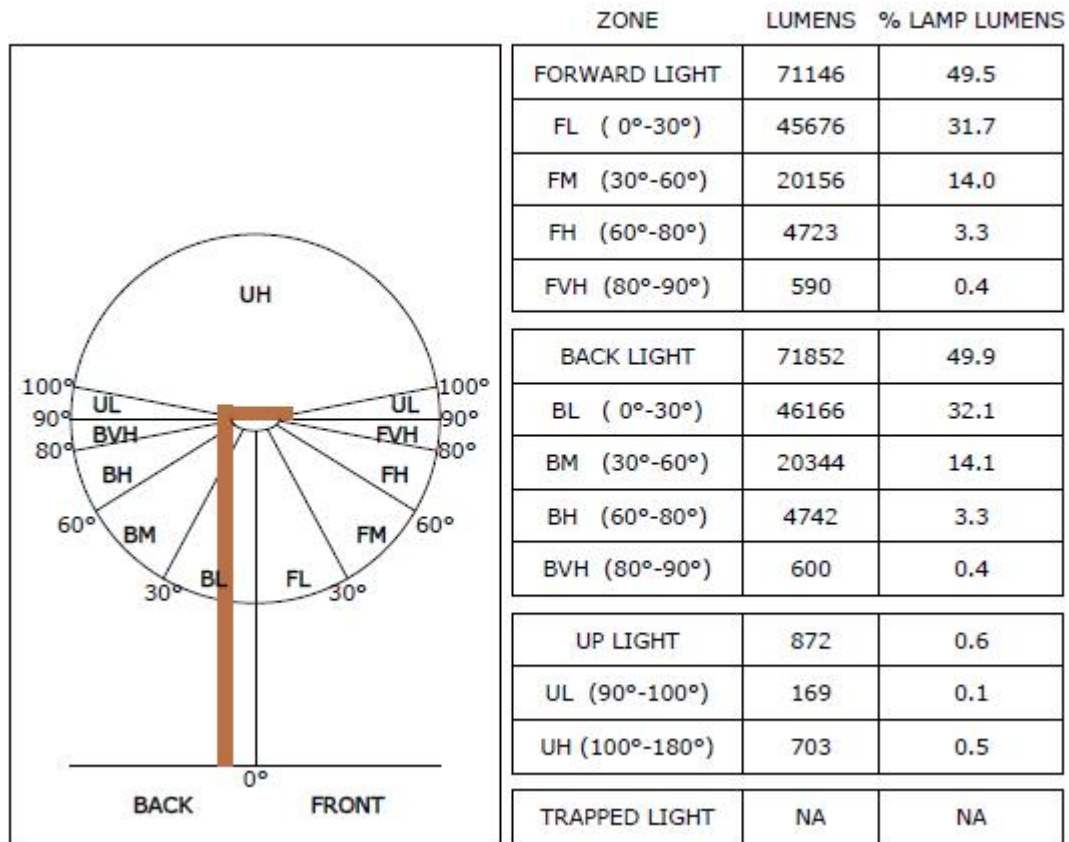 ZONE LUMENS % LAMP LUMENS
FORWARD LIGHT 71146 49.5
FL ( 0°-30°) 45676 31.7
FM (30°-60°) 20156 14.0
FH (60°-80°) 4723 3.3
FVH (80°-90°) 590 0.4
BACK LIGHT 71852 49.9
BL ( 0°-30°) 46166 32.1
BM (30°-60°) 20344 14.1
BH (60°-80°) 4742 3.3
BVH (80°-90°) 600 0.4
UP LIGHT 872 0.6
UL (90°-100°) 169 0.1
UH (100°-180°) 703 0.5
TRAPPED LIGHT NA NA
UH
100° 100°
UL UL
90° 90°
BVH FVH
80° 80°
BH FH
60° 60°
BM FM
BL FL
30° 30°
0°
BACK FRONT